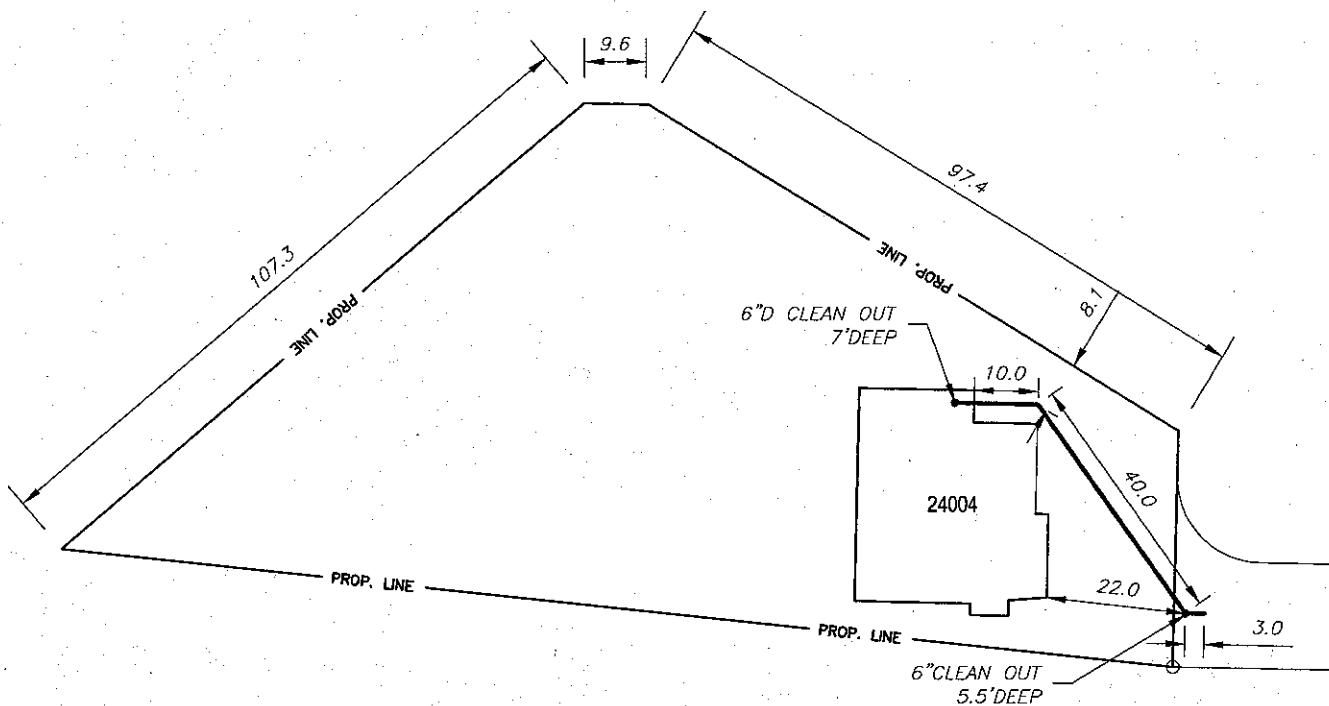 9.6
107.3
97.4
PROP. LINE
PROP. LINE
8.1
6"D CLEAN OUT
7'DEEP
10.0
40.0
24004
22.0
PROP. LINE
PROP. LINE
3.0
6"CLEAN OUT
5.5'DEEP